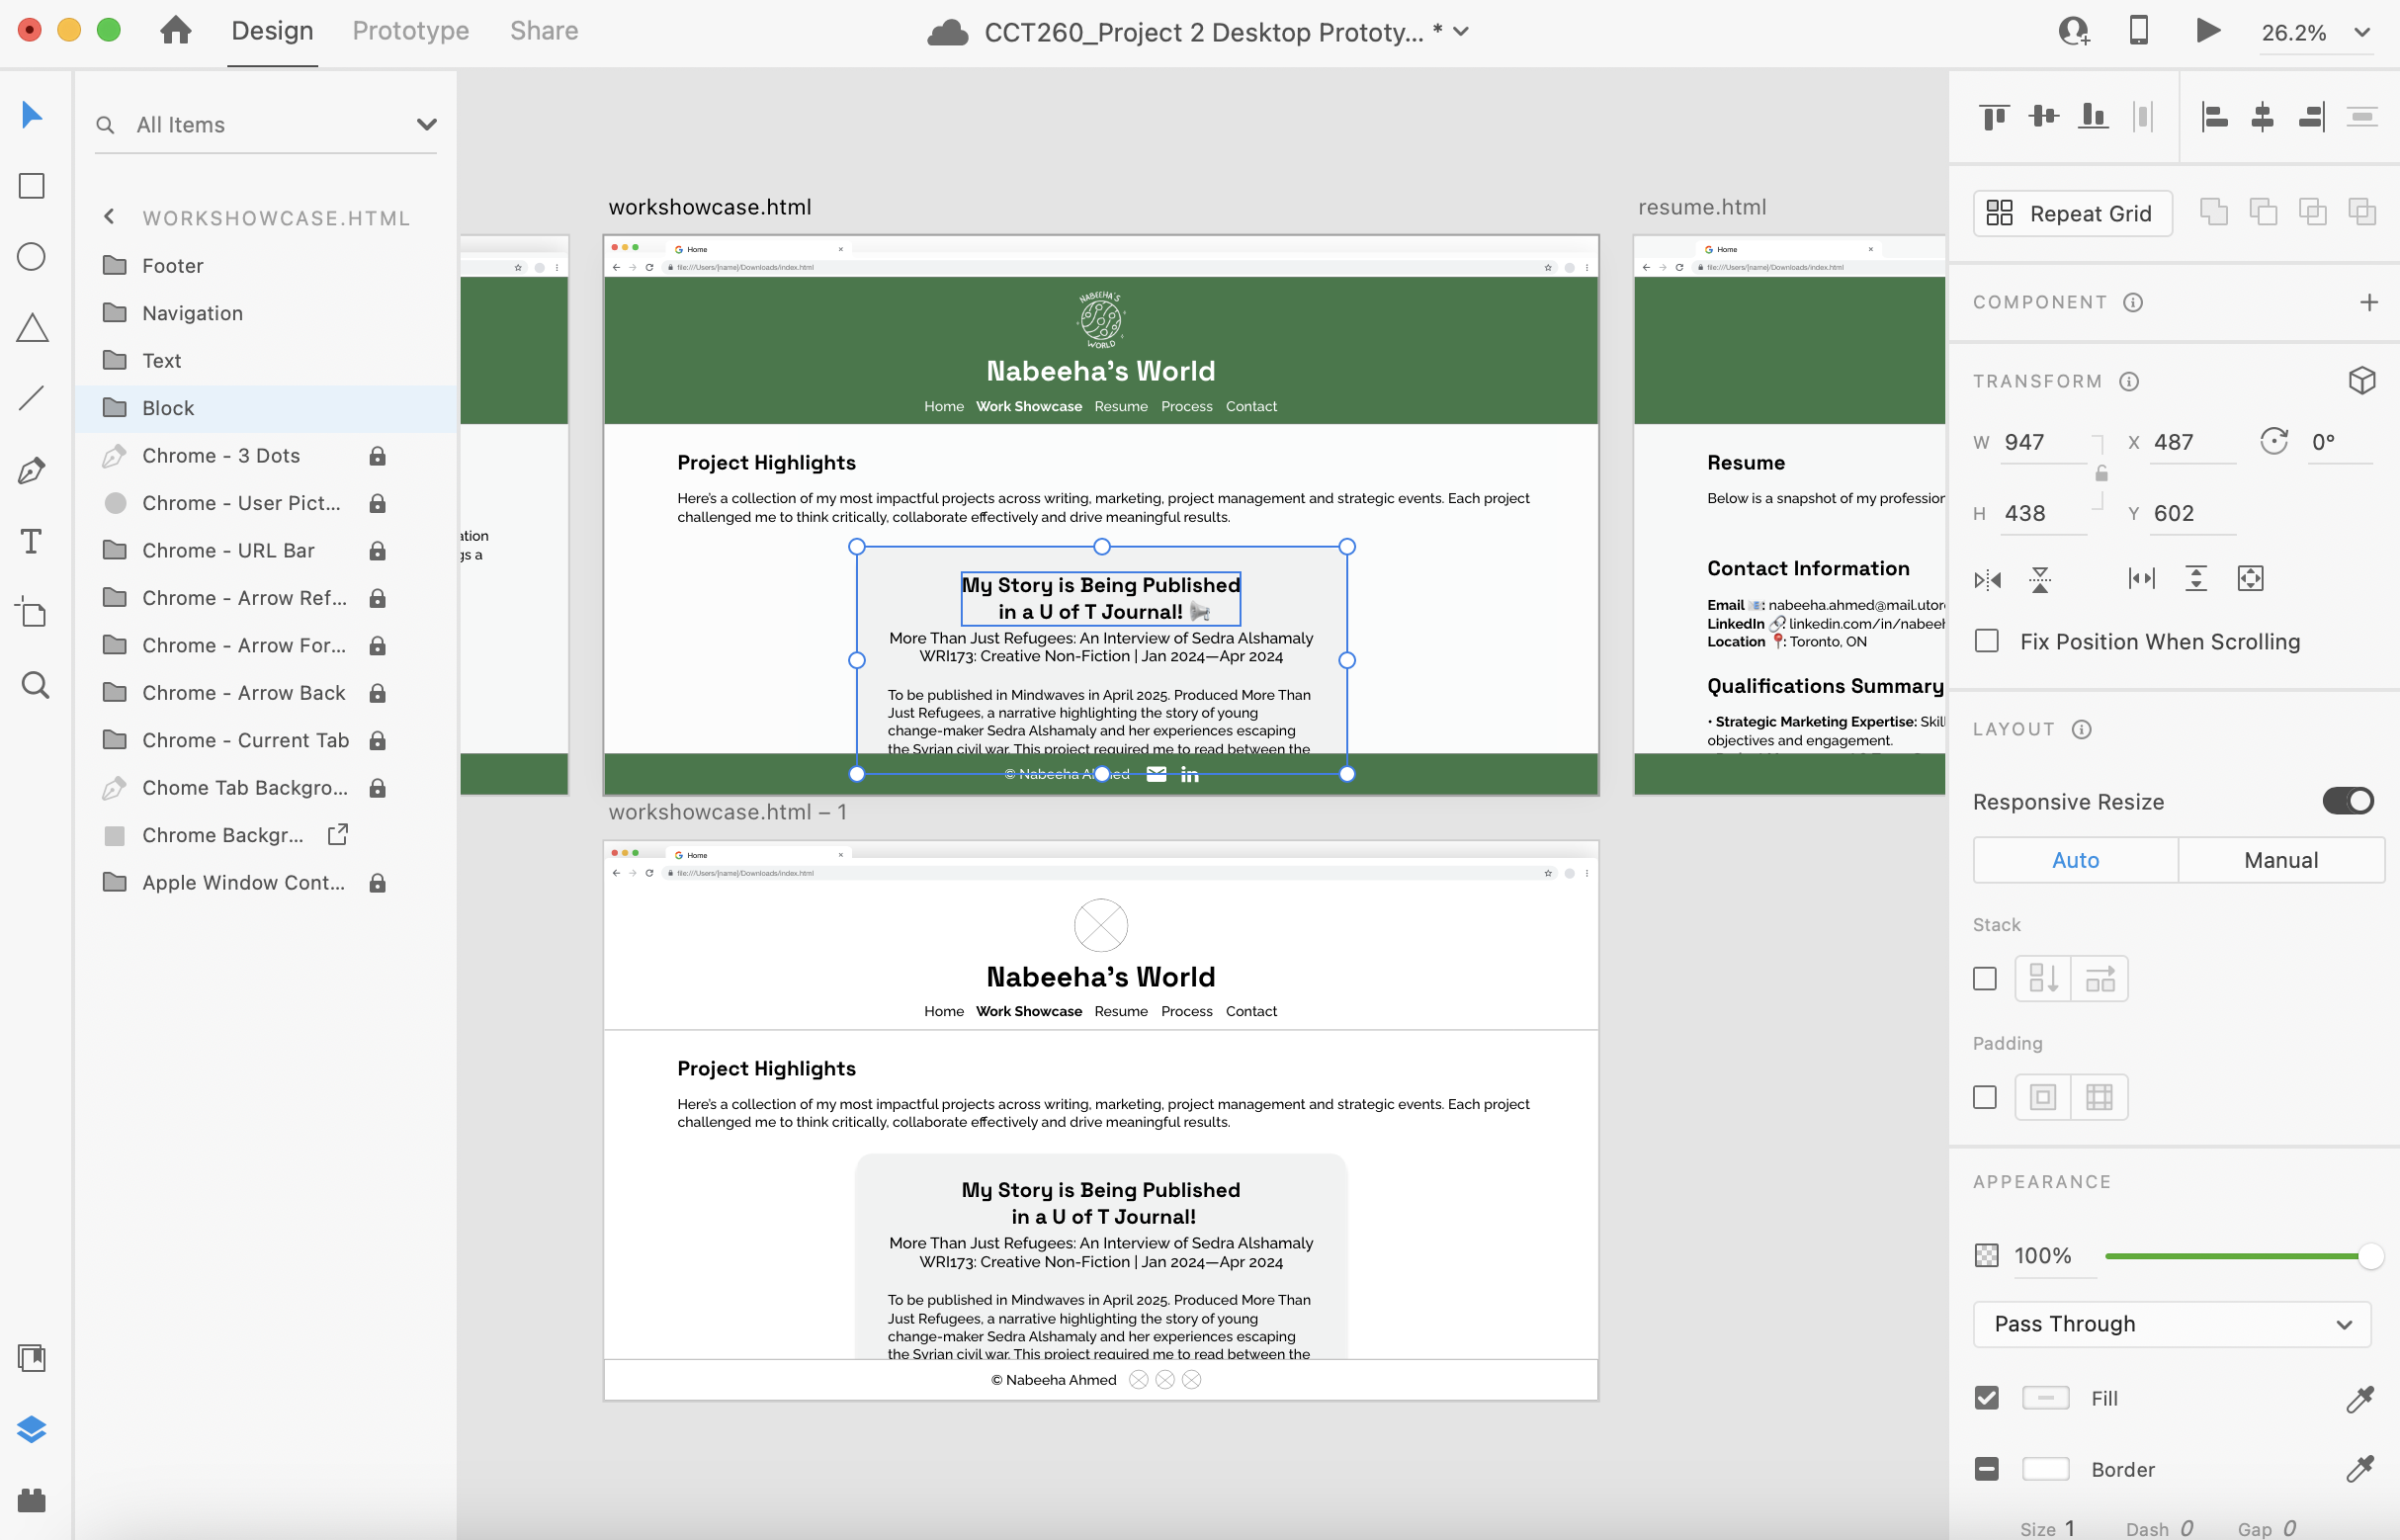 Design
Prototype
Share
CCT260_Project 2 Desktop Prototy... *
26.2%
All Items
WORKSHOWCASE.HTML
Footer
Navigation
Text
Block
Chrome - 3 Dots
Chrome - User Pict...
Chrome - URL Bar
Chrome - Arrow Ref...
Chrome - Arrow For...
Chrome - Arrow Back
Chrome - Current Tab
Chome Tab Backgro...
Chrome Backgr...
Apple Window Cont...
ation
gs a
workshowcase.html
Home
file:///Users/[name]/Downloads/index.html
NABEEHA'S
WORLD
Nabeeha's World
Home Work Showcase Resume Process Contact
Project Highlights
Here's a collection of my most impactful projects across writing, marketing, project management and strategic events. Each project
challenged me to think critically, collaborate effectively and drive meaningful results.
My Story is Being Published
in a U of T Journal! 📢
More Than Just Refugees: An Interview of Sedra Alshamaly
WRI173: Creative Non-Fiction | Jan 2024—Apr 2024
To be published in Mindwaves in April 2025. Produced More Than
Just Refugees, a narrative highlighting the story of young
change-maker Sedra Alshamaly and her experiences escaping
the Syrian civil war. This project required me to read between the
© Nabeeha Ahmed
in
resume.html
Home
file:///Users/[name]/Downloads/index.html
Resume
Below is a snapshot of my profession
Contact Information
Email 📧: nabeeha.ahmed@mail.utoro
LinkedIn 🔗: linkedin.com/in/nabeeh
Location 📍: Toronto, ON
Qualifications Summary
• Strategic Marketing Expertise: Skil
objectives and engagement.
workshowcase.html – 1
Home
file:///Users/[name]/Downloads/index.html
Nabeeha's World
Home Work Showcase Resume Process Contact
Project Highlights
Here's a collection of my most impactful projects across writing, marketing, project management and strategic events. Each project
challenged me to think critically, collaborate effectively and drive meaningful results.
My Story is Being Published
in a U of T Journal!
More Than Just Refugees: An Interview of Sedra Alshamaly
WRI173: Creative Non-Fiction | Jan 2024—Apr 2024
To be published in Mindwaves in April 2025. Produced More Than
Just Refugees, a narrative highlighting the story of young
change-maker Sedra Alshamaly and her experiences escaping
the Syrian civil war. This project required me to read between the
© Nabeeha Ahmed
Repeat Grid
COMPONENT
TRANSFORM
W 947 X 487 0°
H 438 Y 602
Fix Position When Scrolling
LAYOUT
Responsive Resize
Auto Manual
Stack
Padding
APPEARANCE
100%
Pass Through
Fill
Border
Size 1 Dash 0 Gap 0